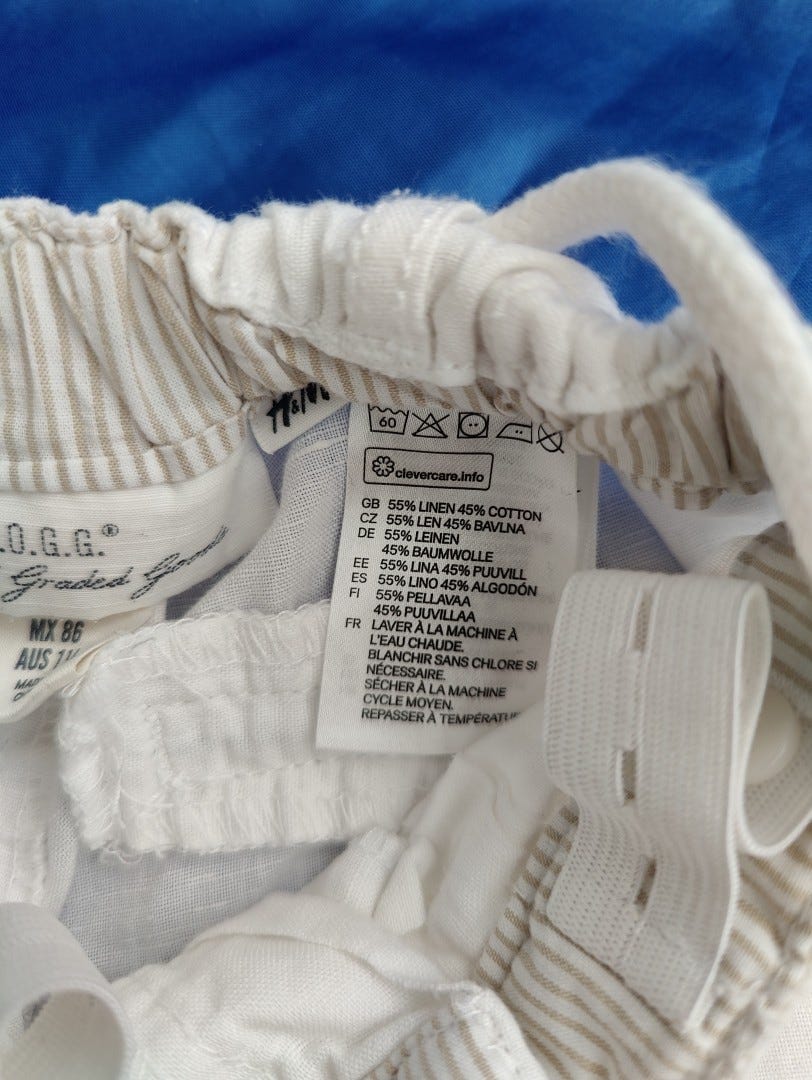 H&M
60
clevercare.info
GB 55% LINEN 45% COTTON
CZ 55% LEN 45% BAVLNA
DE 55% LEINEN
45% BAUMWOLLE
EE 55% LINA 45% PUUVILL
ES 55% LINO 45% ALGODÓN
FI 55% PELLAVAA
45% PUUVILLAA
FR LAVER À LA MACHINE À
L'EAU CHAUDE.
BLANCHIR SANS CHLORE SI
NÉCESSAIRE.
SÉCHER À LA MACHINE
CYCLE MOYEN.
REPASSER À
.O.G.G.®
Graded
MX 86
AUS